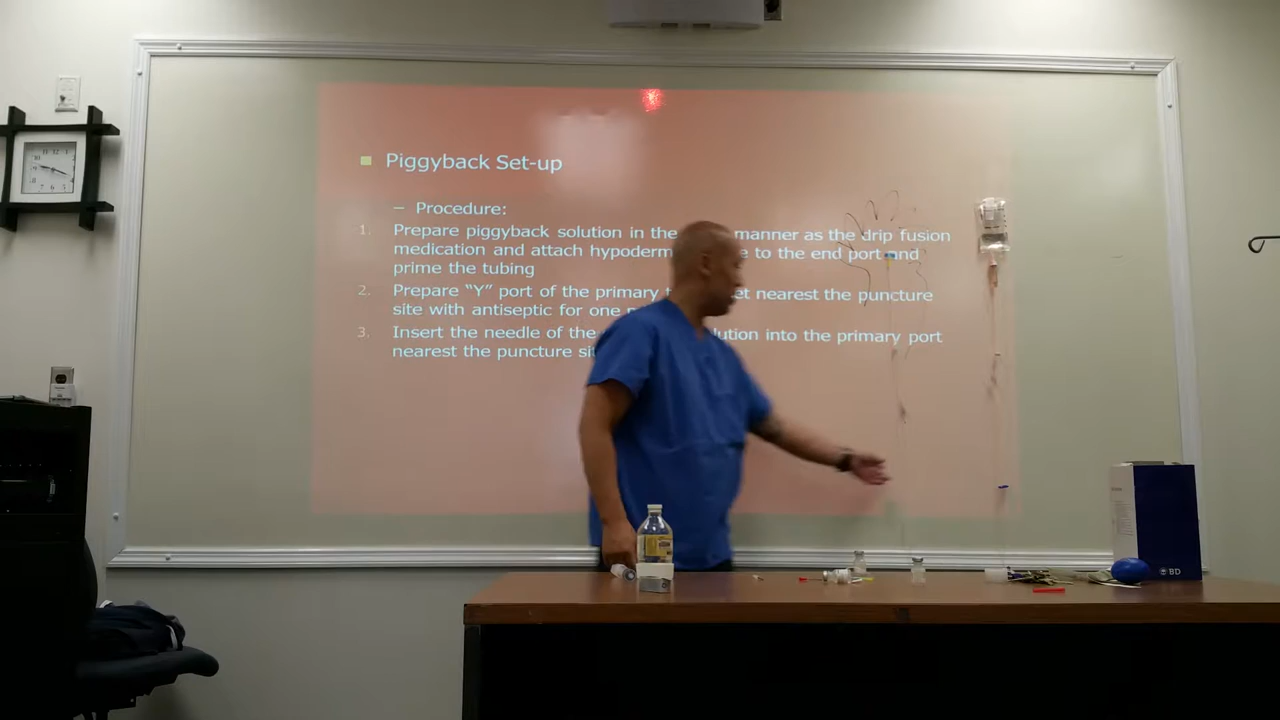 Piggyback Set-up
– Procedure:
1. Prepare piggyback solution in the manner as the drip fusion
medication and attach hypoderm e to the end port and
prime the tubing
2. Prepare “Y” port of the primary t et nearest the puncture
site with antiseptic for one
3. Insert the needle of the lution into the primary port
nearest the puncture si
BD